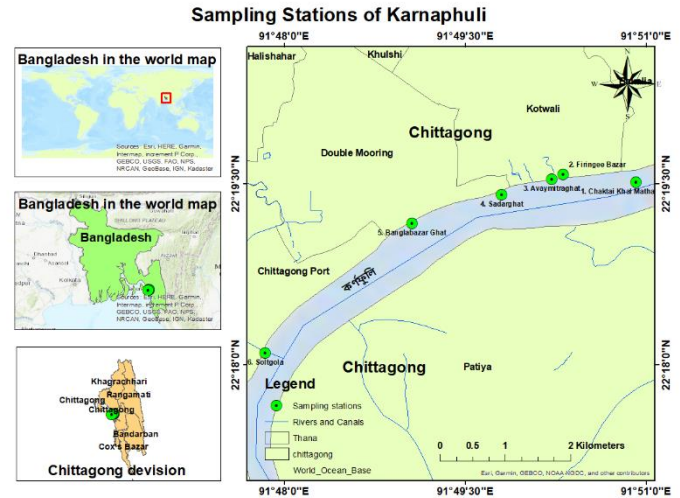 Sampling Stations of Karnaphuli
Bangladesh in the world map
Sources: Esri, HERE, Garmin,
Intermap, increment P Corp.,
GEBCO, USGS, FAO, NPS,
NRCAN, GeoBase, IGN, Kadaster
Bangladesh in the world map
Bangladesh
Sources: Esri, HERE, Garmin,
Intermap, increment P Corp.,
GEBCO, USGS, FAO, NPS,
NRCAN, GeoBase, IGN, Kadaster
Khagrachhari
Chittagong
Rangamati
Chittagong
Bandarban
Cox's Bazar
Chittagong devision
91°48'0"E
91°49'30"E
91°51'0"E
Halishahar
Khulshi
W
E
S
Kotwali
Chittagong
Double Mooring
2. Firingee Bazar
3. Avaymitraghat
1. Chaktai Khal Matha
4. Sadarghat
5. Banglabazar Ghat
22°19'30"N
22°19'30"N
Chittagong Port
কর্ণফুলি
6. Soltgola
Chittagong
Patiya
22°18'0"N
22°18'0"N
Legend
Sampling stations
Rivers and Canals
Thana
chittagong
World_Ocean_Base
0 0.5 1 2 Kilometers
Esri, Garmin, GEBCO, NOAA NGDC, and other contributors
91°48'0"E
91°49'30"E
91°51'0"E